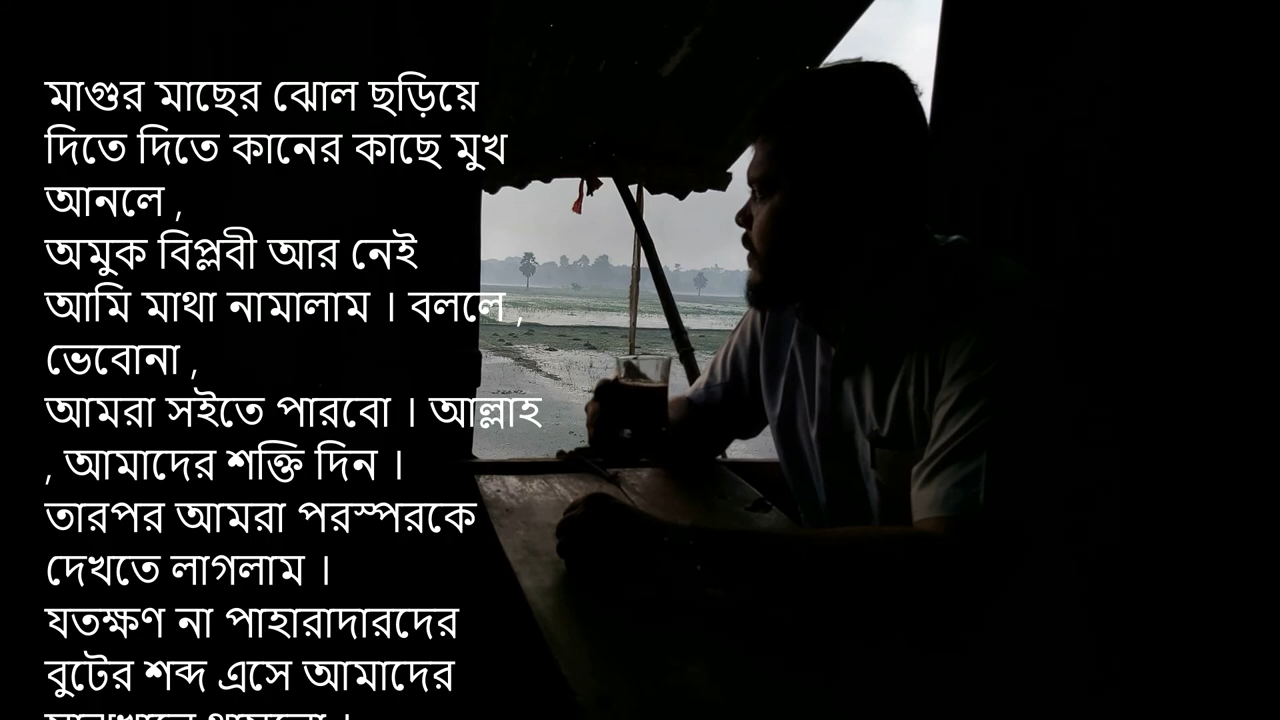 মাগুর মাছের ঝোল ছড়িয়ে
দিতে দিতে কানের কাছে মুখ
আনলে ,
অমুক বিপ্লবী আর নেই
আমি মাথা নামালাম । বললে ,
ভেবোনা ,
আমরা সইতে পারবো । আল্লাহ
, আমাদের শক্তি দিন ।
তারপর আমরা পরস্পরকে
দেখতে লাগলাম ।
যতক্ষণ না পাহারাদারদের
বুটের শব্দ এসে আমাদের